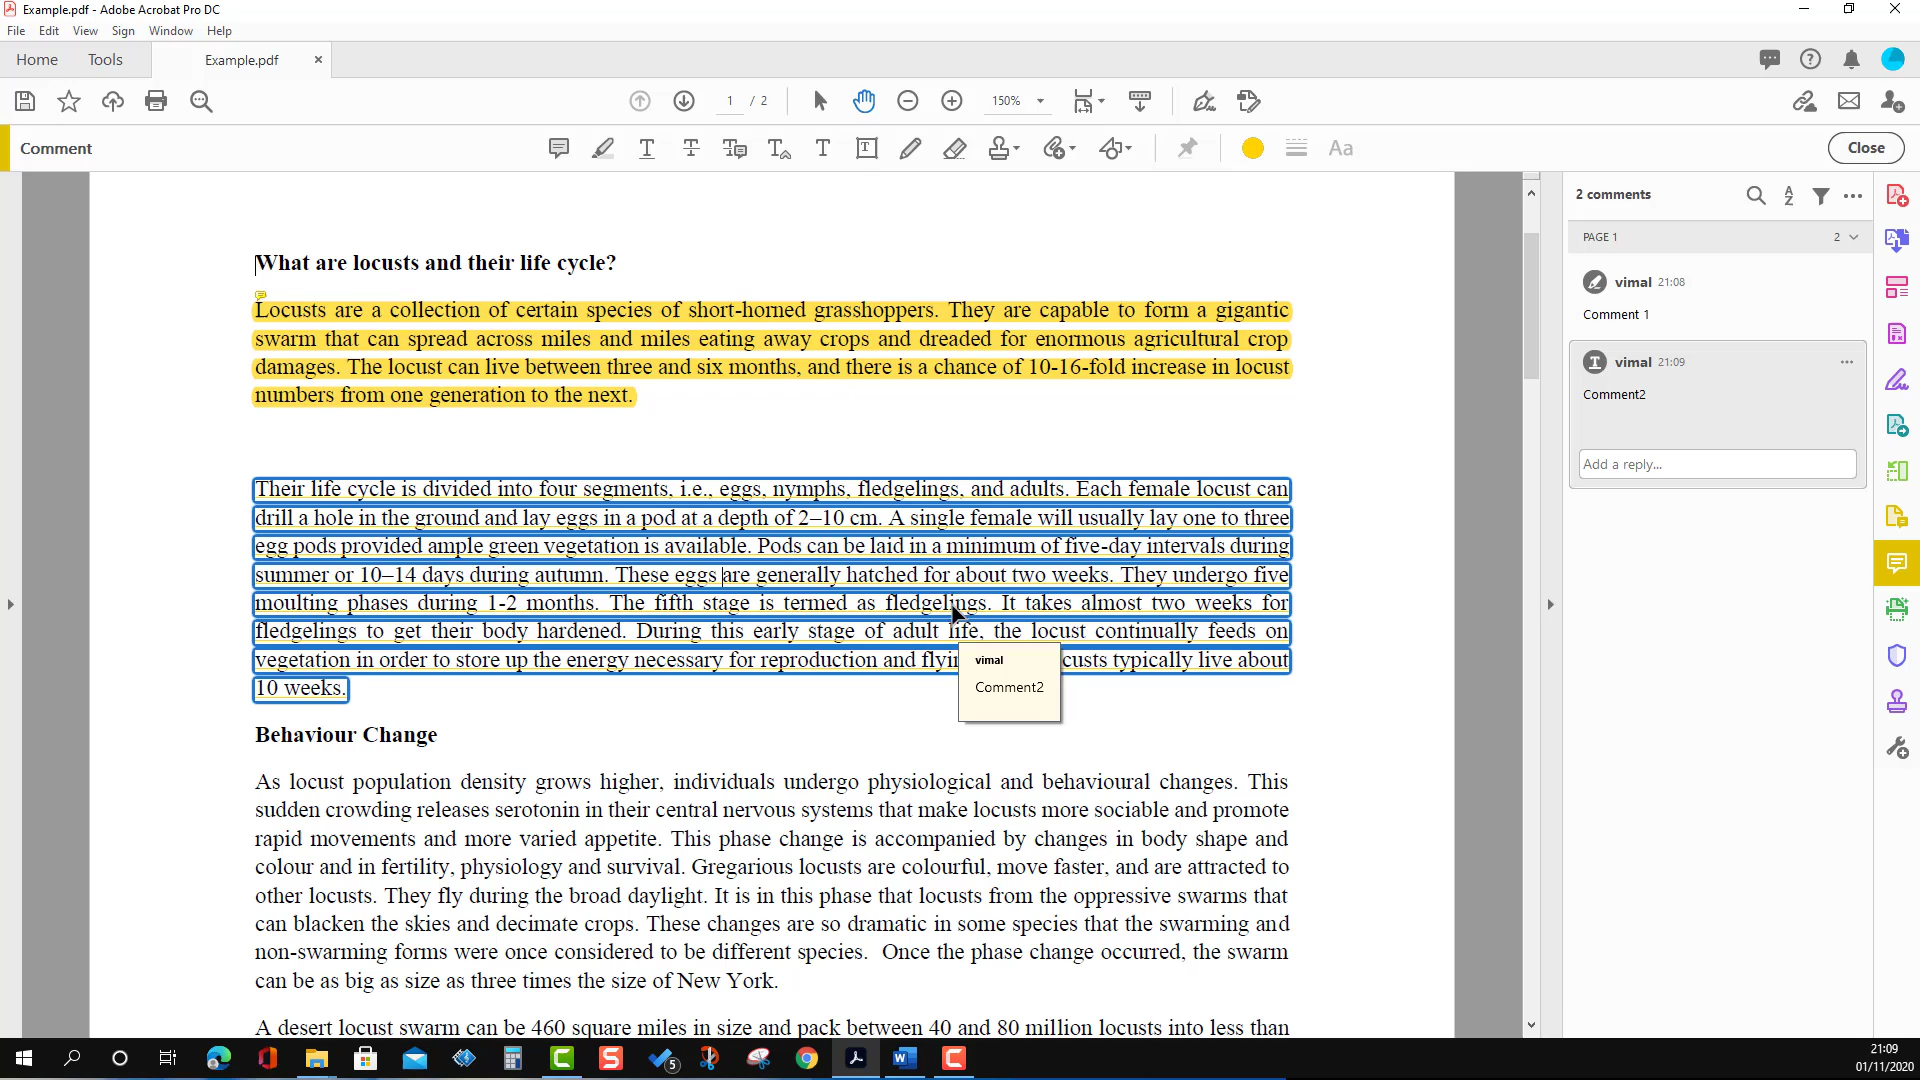 Example.pdf - Adobe Acrobat Pro DC
File Edit View Sign Window Help
Home Tools Example.pdf
1 / 2 150%
Comment
T T T T Aa Close
2 comments
A
Z
PAGE 1 2
What are locusts and their life cycle?
Locusts are a collection of certain species of short-horned grasshoppers. They are capable to form a gigantic
swarm that can spread across miles and miles eating away crops and dreaded for enormous agricultural crop
damages. The locust can live between three and six months, and there is a chance of 10-16-fold increase in locust
numbers from one generation to the next.
vimal 21:08
Comment 1
T vimal 21:09
Comment2
Add a reply...
Their life cycle is divided into four segments, i.e., eggs, nymphs, fledgelings, and adults. Each female locust can
drill a hole in the ground and lay eggs in a pod at a depth of 2–10 cm. A single female will usually lay one to three
egg pods provided ample green vegetation is available. Pods can be laid in a minimum of five-day intervals during
summer or 10–14 days during autumn. These eggs are generally hatched for about two weeks. They undergo five
moulting phases during 1-2 months. The fifth stage is termed as fledgelings. It takes almost two weeks for
fledgelings to get their body hardened. During this early stage of adult life, the locust continually feeds on
vegetation in order to store up the energy necessary for reproduction and typically live about
10 weeks.
vimal
Comment2
Behaviour Change
As locust population density grows higher, individuals undergo physiological and behavioural changes. This
sudden crowding releases serotonin in their central nervous systems that make locusts more sociable and promote
rapid movements and more varied appetite. This phase change is accompanied by changes in body shape and
colour and in fertility, physiology and survival. Gregarious locusts are colourful, move faster, and are attracted to
other locusts. They fly during the broad daylight. It is in this phase that locusts from the oppressive swarms that
can blacken the skies and decimate crops. These changes are so dramatic in some species that the swarming and
non-swarming forms were once considered to be different species. Once the phase change occurred, the swarm
can be as big as size as three times the size of New York.
A desert locust swarm can be 460 square miles in size and pack between 40 and 80 million locusts into less than
5
21:09
01/11/2020